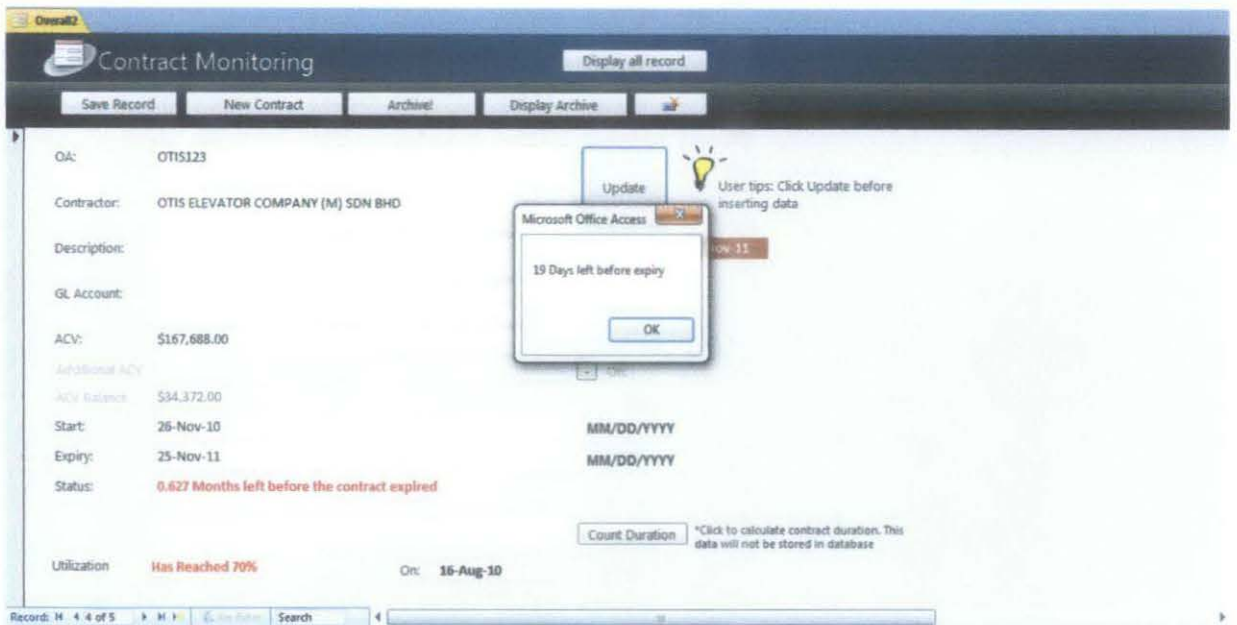 Overall2
Contract Monitoring
Display all record
Save Record
New Contract
Archive!
Display Archive
OA: OTIS123
Update
User tips: Click Update before
inserting data
Contractor: OTIS ELEVATOR COMPANY (M) SDN BHD
Microsoft Office Access
Description:
ov-11
19 Days left before expiry
GL Account:
OK
ACV: $167,688.00
Additional ACV
On:
ACV Balance $34,372.00
Start: 26-Nov-10
MM/DD/YYYY
Expiry: 25-Nov-11
MM/DD/YYYY
Status: 0.627 Months left before the contract expired
Count Duration
*Click to calculate contract duration. This
data will not be stored in database
Utilization Has Reached 70% On: 16-Aug-10
Record: 4 of 5
No Filter
Search